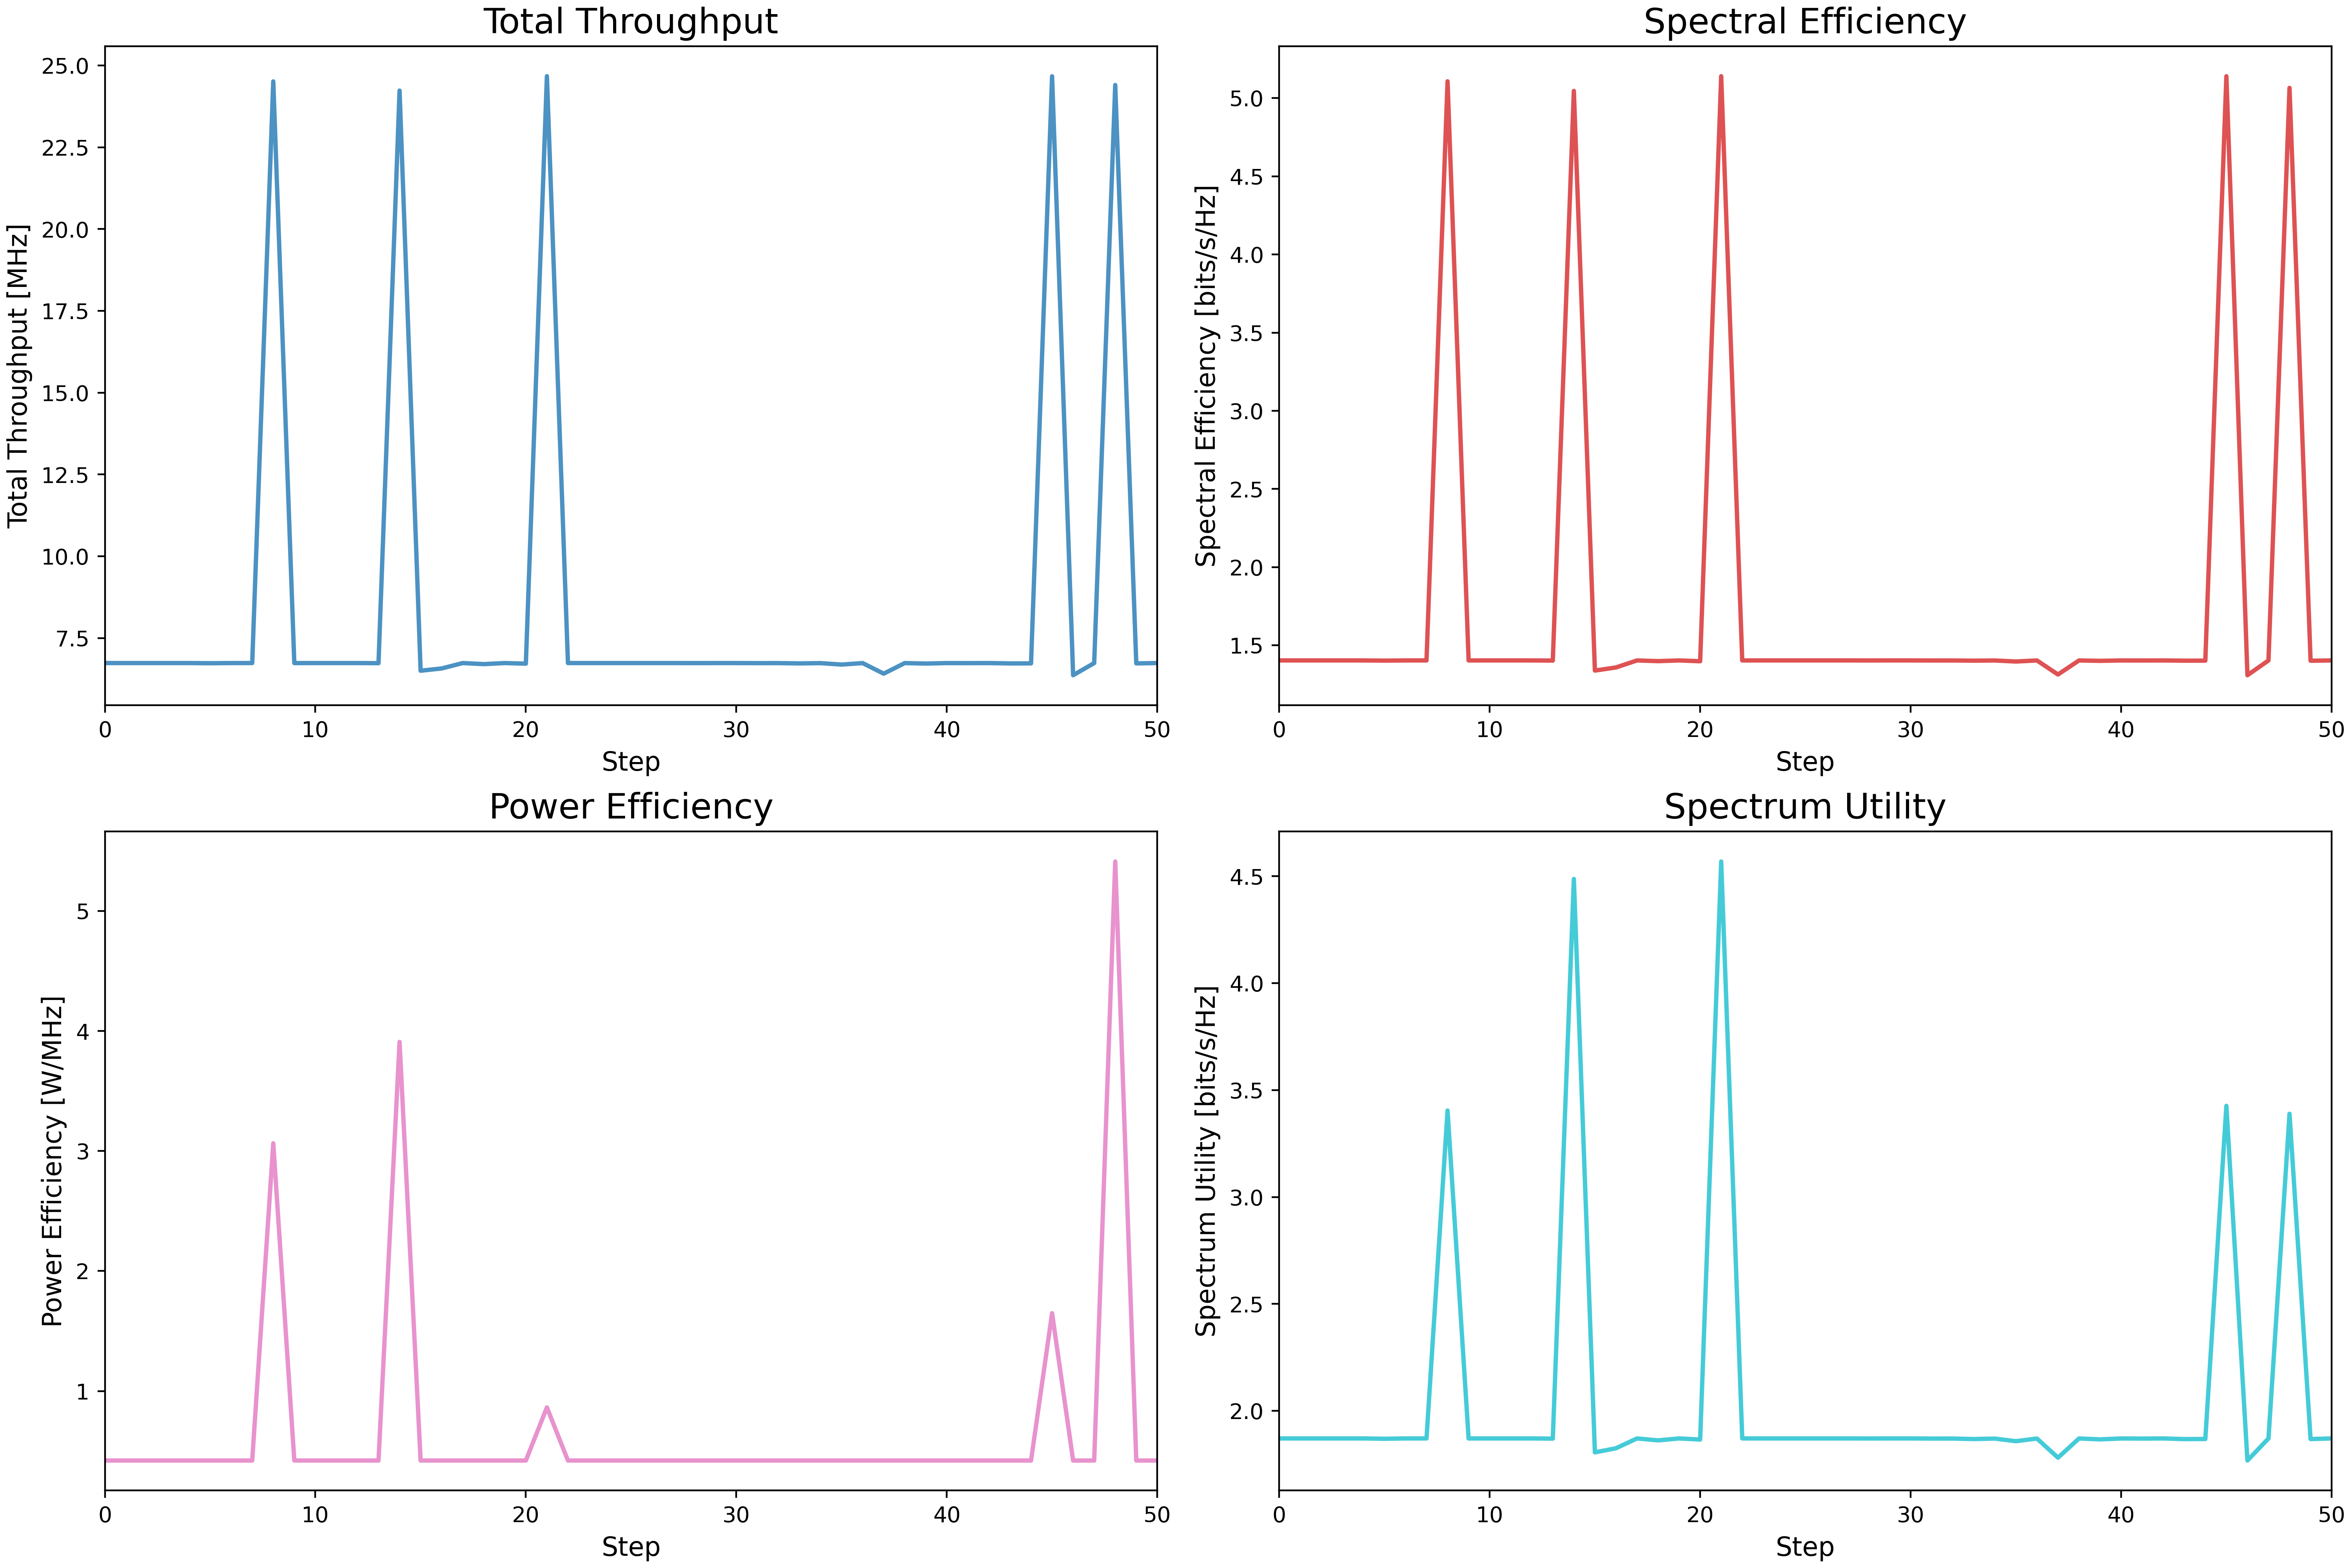 Total Throughput
Total Throughput [MHz]
25.0
22.5
20.0
17.5
15.0
12.5
10.0
7.5
0 10 20 30 40 50
Step
Spectral Efficiency
Spectral Efficiency [bits/s/Hz]
5.0
4.5
4.0
3.5
3.0
2.5
2.0
1.5
0 10 20 30 40 50
Step
Power Efficiency
Power Efficiency [W/MHz]
5
4
3
2
1
0 10 20 30 40 50
Step
Spectrum Utility
Spectrum Utility [bits/s/Hz]
4.5
4.0
3.5
3.0
2.5
2.0
0 10 20 30 40 50
Step